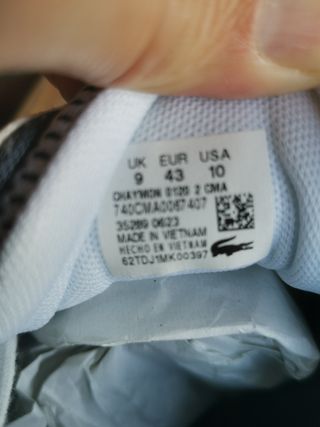 UK EUR USA
9 43 10
CHAYMON 0120 2 CMA
740CMA0067407
35289 0623
MADE IN VIETNAM
HECHO EN VIETNAM
62TDJ1MK00397